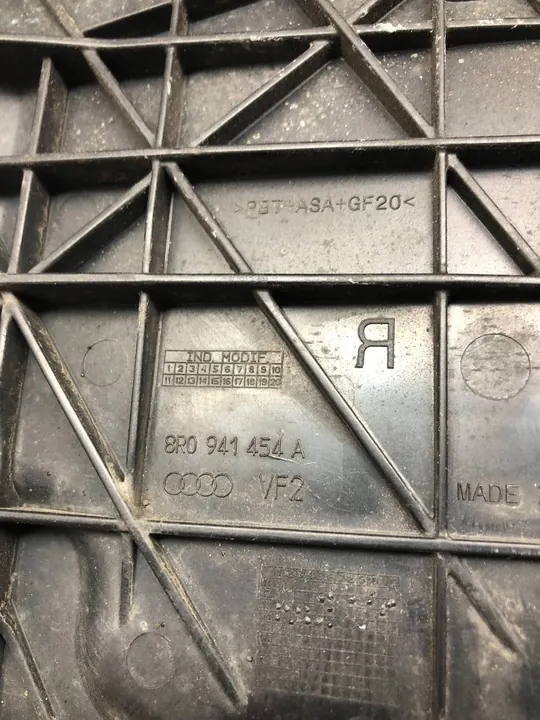 >PBT+ASA+GF20<
R
IND. MODIF.
1 2 3 4 5 6 7 8 9 10
11 12 13 14 15 16 17 18 19 20
8R0 941 454 A
VF2
MADE